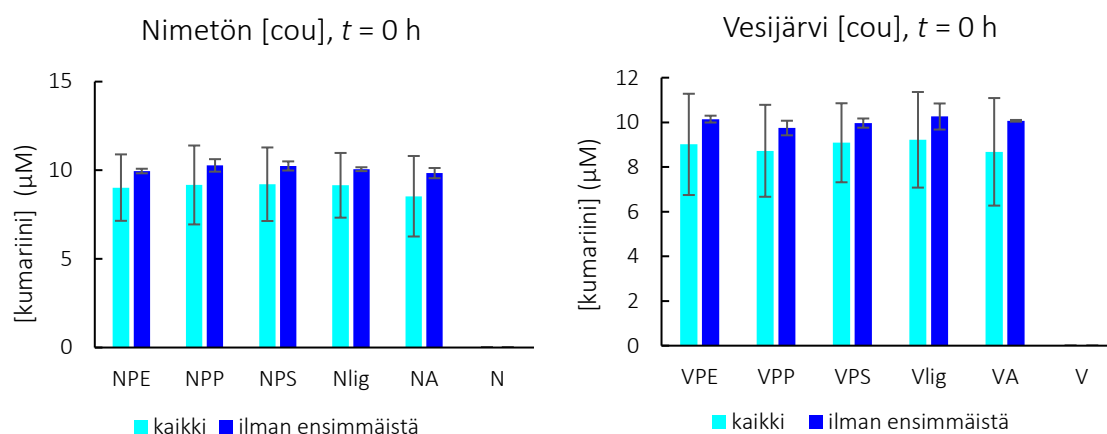 Nimetön [cou], t = 0 h
[kumariini] (µM)
15
10
5
0
NPE NPP NPS Nlig NA N
kaikki ilman ensimmäistä
Vesijärvi [cou], t = 0 h
[kumariini] (µM)
12
10
8
6
4
2
0
VPE VPP VPS Vlig VA V
kaikki ilman ensimmäistä